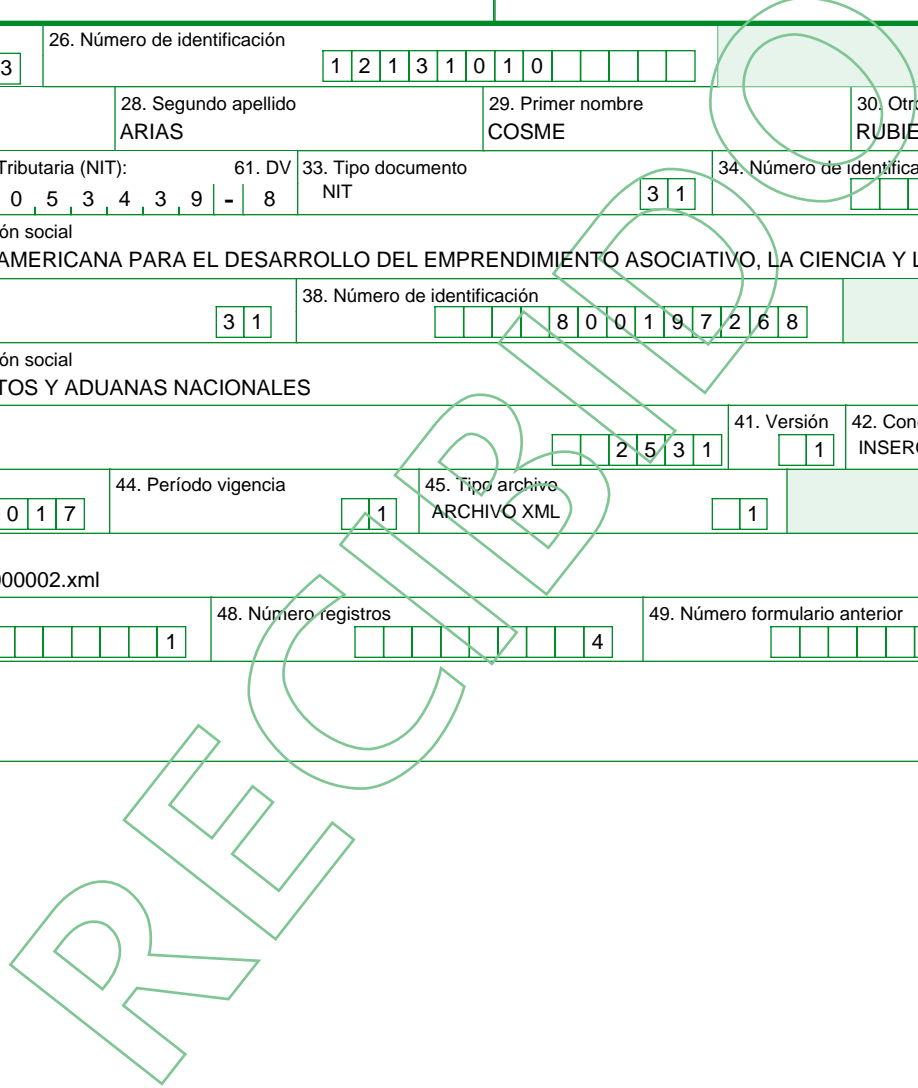 26. Número de identificación
3 1 2 1 3 1 0 1 0
28. Segundo apellido 29. Primer nombre 30. Otro
ARIAS COSME RUBIE
Tributaria (NIT): 61. DV 33. Tipo documento 34. Número de identifica
0 5 3 4 3 9 - 8 NIT 3 1
ón social
AMERICANA PARA EL DESARROLLO DEL EMPRENDIMIENTO ASOCIATIVO, LA CIENCIA Y L
38. Número de identificación
3 1 8 0 0 1 9 7 2 6 8
ón social
TOS Y ADUANAS NACIONALES
41. Versión 42. Con
2 5 3 1 1 INSERC
44. Período vigencia 45. Tipo archivo
0 1 7 1 ARCHIVO XML 1
000002.xml
48. Número registros 49. Número formulario anterior
1 4
RECIBIDO